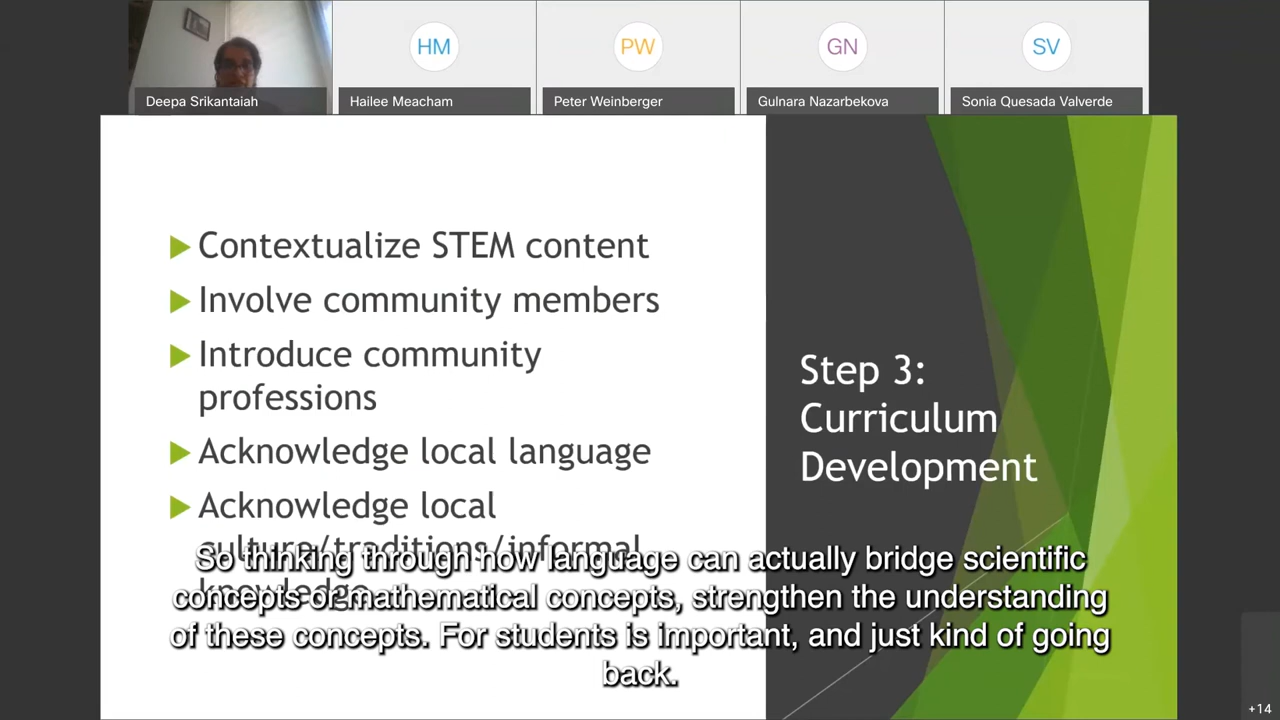 HM
PW
GN
SV
Deepa Srikantaiah
Hailee Meacham
Peter Weinberger
Gulnara Nazarbekova
Sonia Quesada Valverde
Contextualize STEM content
Involve community members
Introduce community
professions
Acknowledge local language
Acknowledge local
culture/traditions/informal
knowledge
Step 3:
Curriculum
Development
So thinking through how language can actually bridge scientific
concepts or mathematical concepts, strengthen the understanding
of these concepts. For students is important, and just kind of going
back.
+14